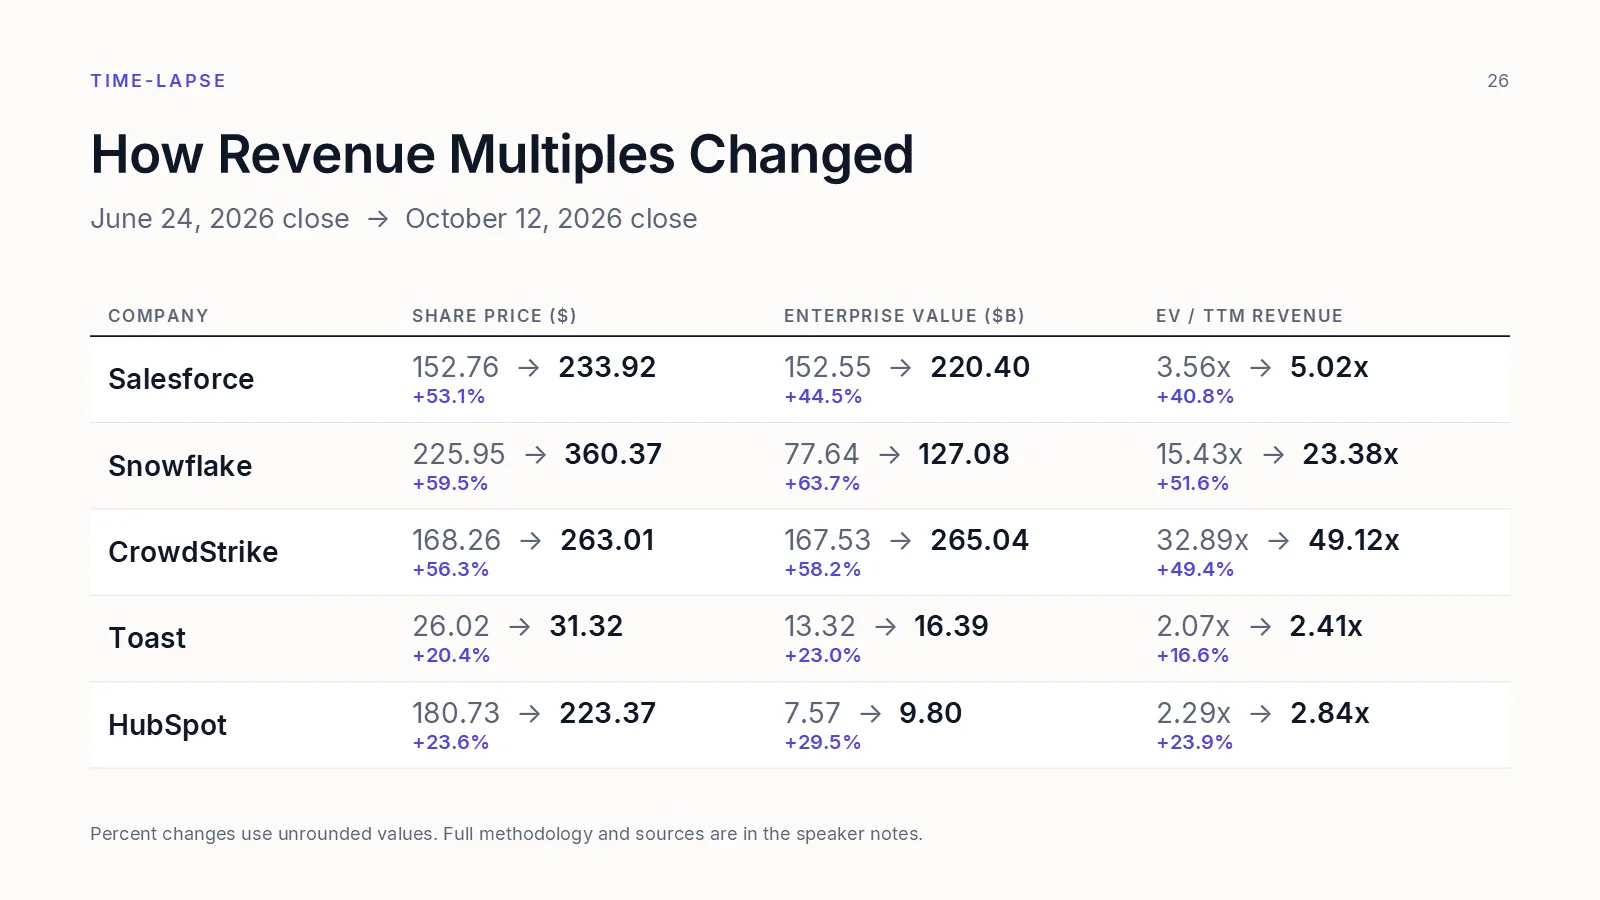 TIME-LAPSE
26
How Revenue Multiples Changed
June 24, 2026 close → October 12, 2026 close
COMPANY SHARE PRICE ($) ENTERPRISE VALUE ($B) EV / TTM REVENUE
Salesforce 152.76 → 233.92 152.55 → 220.40 3.56x → 5.02x
+53.1% +44.5% +40.8%
Snowflake 225.95 → 360.37 77.64 → 127.08 15.43x → 23.38x
+59.5% +63.7% +51.6%
CrowdStrike 168.26 → 263.01 167.53 → 265.04 32.89x → 49.12x
+56.3% +58.2% +49.4%
Toast 26.02 → 31.32 13.32 → 16.39 2.07x → 2.41x
+20.4% +23.0% +16.6%
HubSpot 180.73 → 223.37 7.57 → 9.80 2.29x → 2.84x
+23.6% +29.5% +23.9%
Percent changes use unrounded values. Full methodology and sources are in the speaker notes.